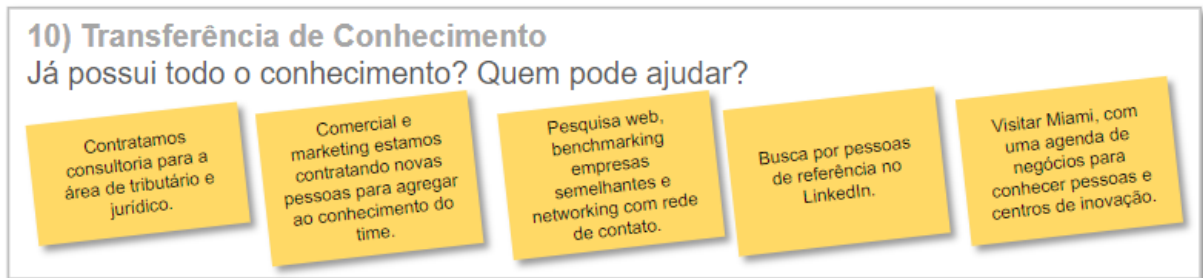 10) Transferência de Conhecimento
Já possui todo o conhecimento? Quem pode ajudar?
Contratamos
consultoria para a
área de tributário e
jurídico.
Comercial e
marketing estamos
contratando novas
pessoas para agregar
ao conhecimento do
time.
Pesquisa web,
benchmarking
empresas
semelhantes e
networking com rede
de contato.
Busca por pessoas
de referência no
LinkedIn.
Visitar Miami, com
uma agenda de
negócios para
conhecer pessoas e
centros de inovação.